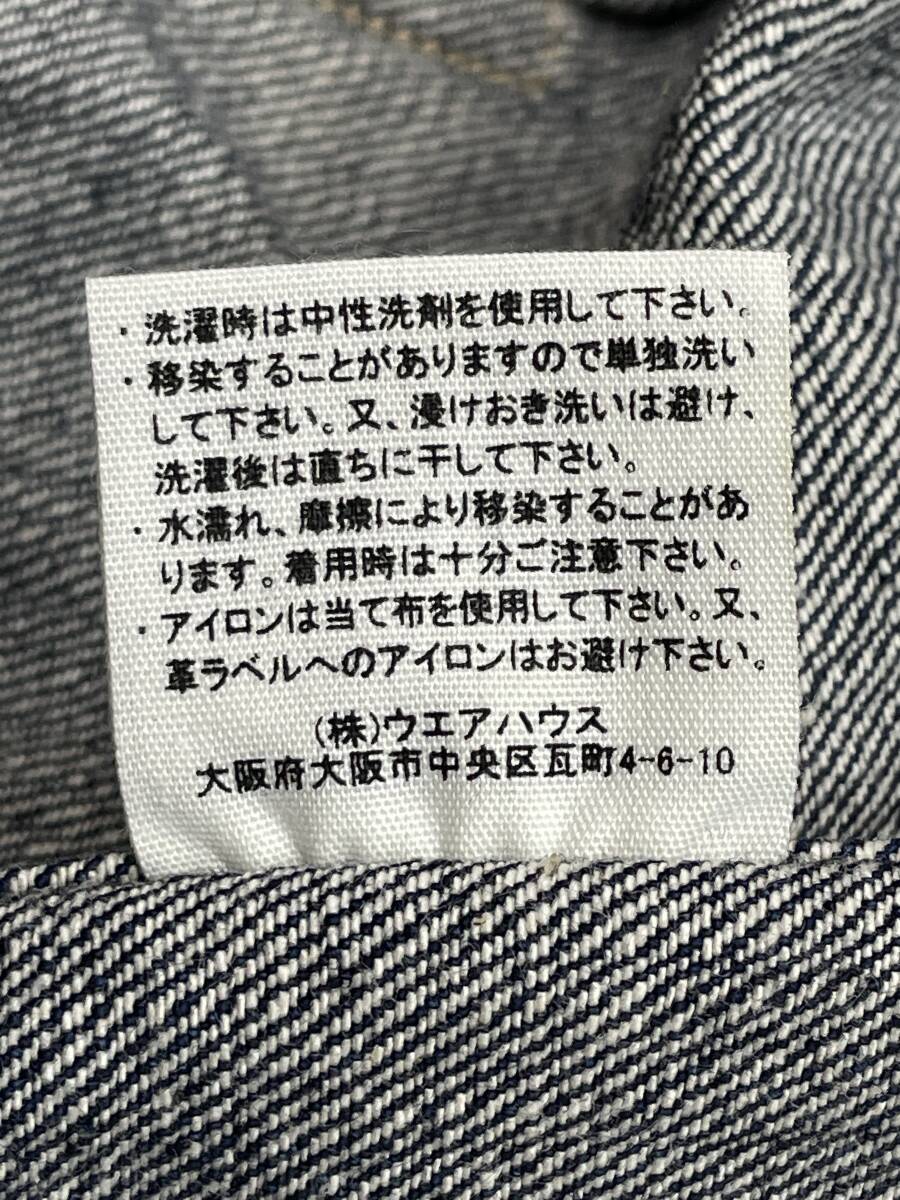 ・洗濯時は中性洗剤を使用して下さい。
・移染することがありますので単独洗い
して下さい。又、浸けおき洗いは避け、
洗濯後は直ちに干して下さい。
・水濡れ、摩擦により移染することがあ
ります。着用時は十分ご注意下さい。
・アイロンは当て布を使用して下さい。又、
革ラベルへのアイロンはお避け下さい。
(株)ウエアハウス
大阪府大阪市中央区瓦町4-6-10